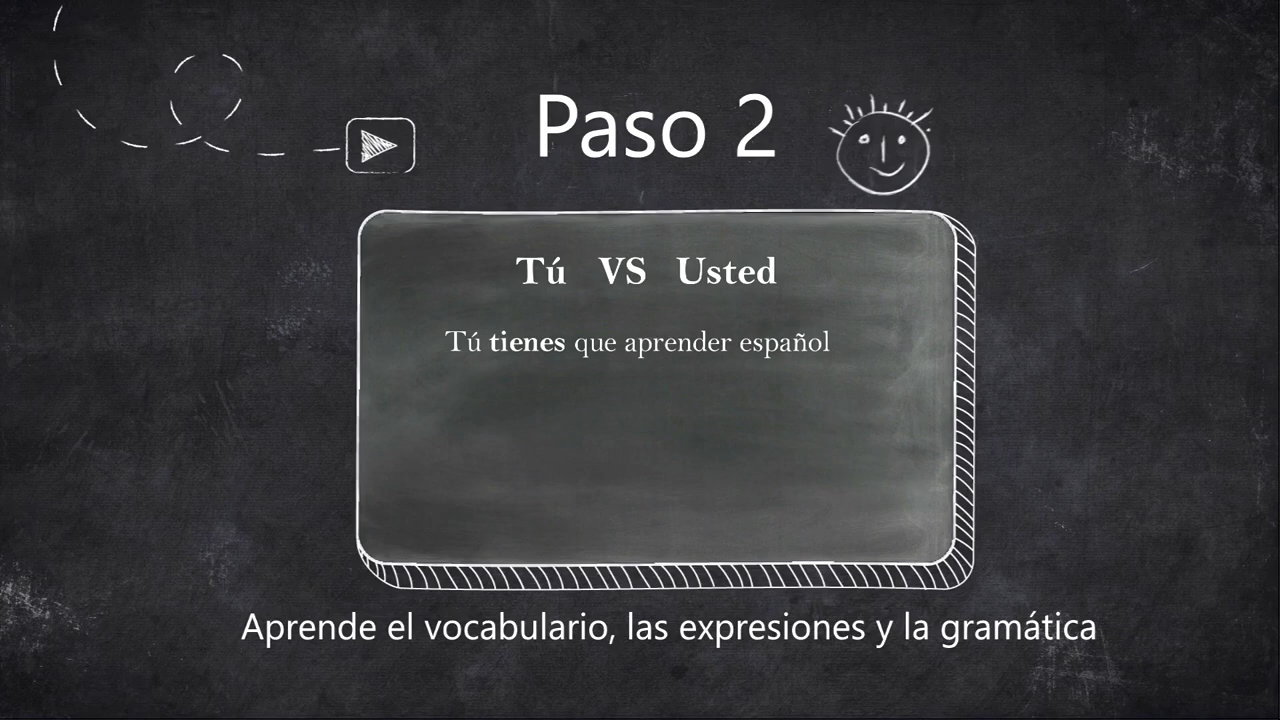 Paso 2
Tú VS Usted
Tú tienes que aprender español
Aprende el vocabulario, las expresiones y la gramática